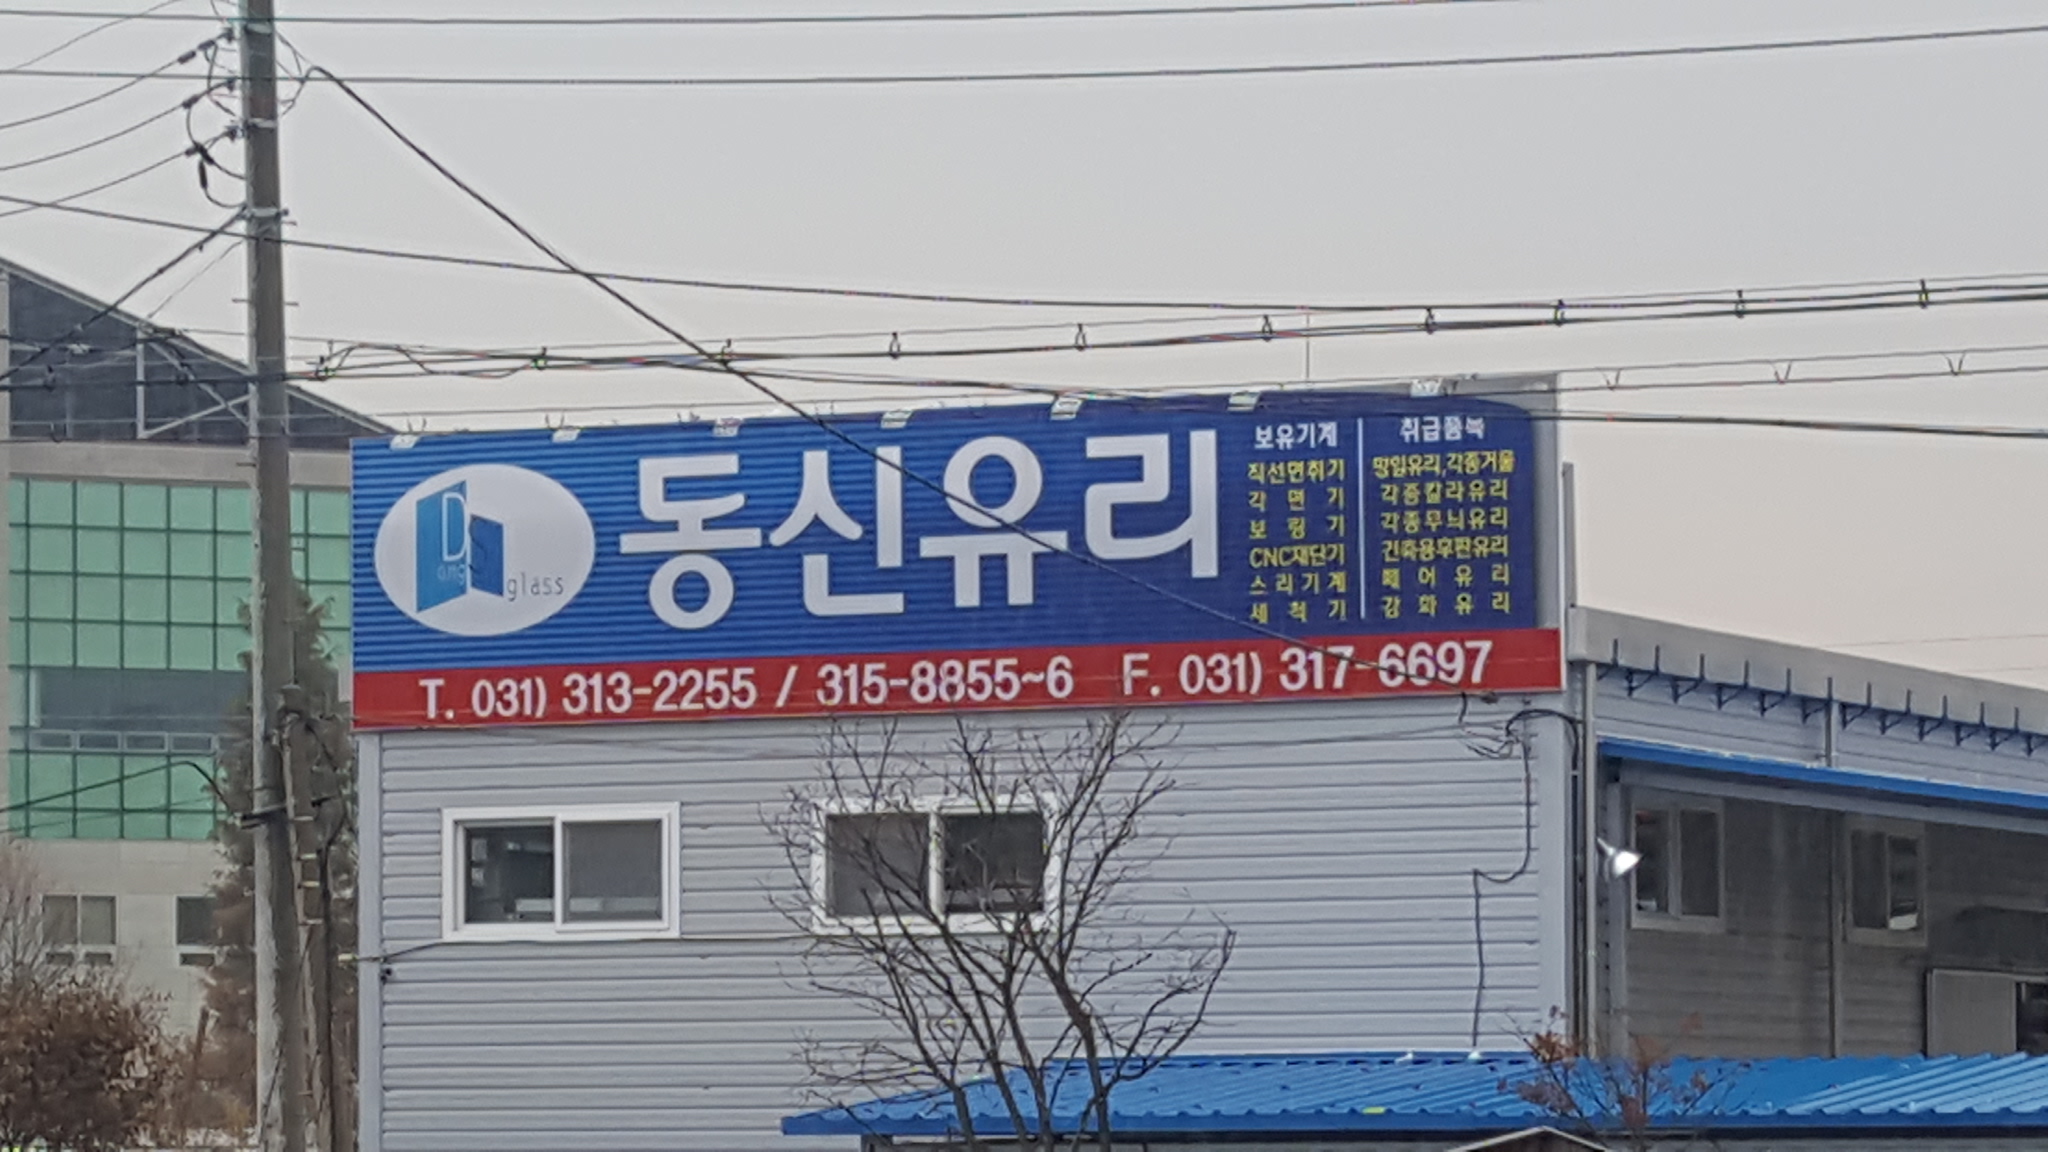 D
ong
S
glass
동신유리
보유기계
직선면취기
각면기
보링기
CNC재단기
스리기계
세척기
취급품목
망입유리,각종거울
각종칼라유리
각종무늬유리
건축용후판유리
페어유리
강화유리
T. 031) 313-2255 / 315-8855~6 F. 031) 317-6697